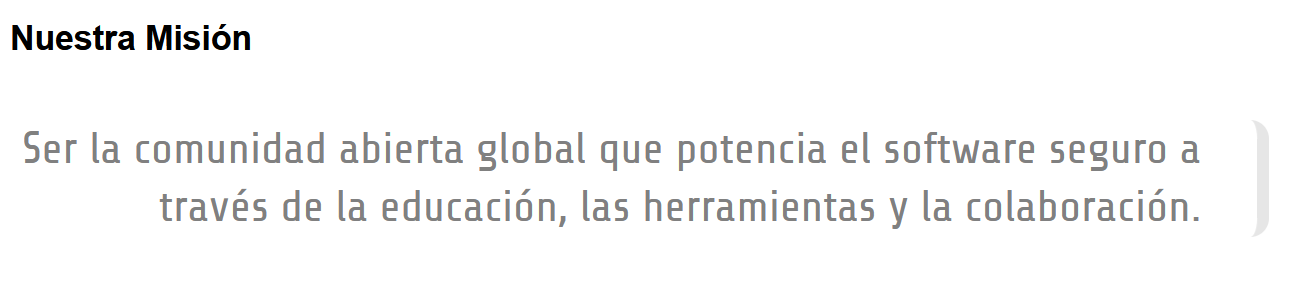 Nuestra Misión
Ser la comunidad abierta global que potencia el software seguro a
través de la educación, las herramientas y la colaboración.